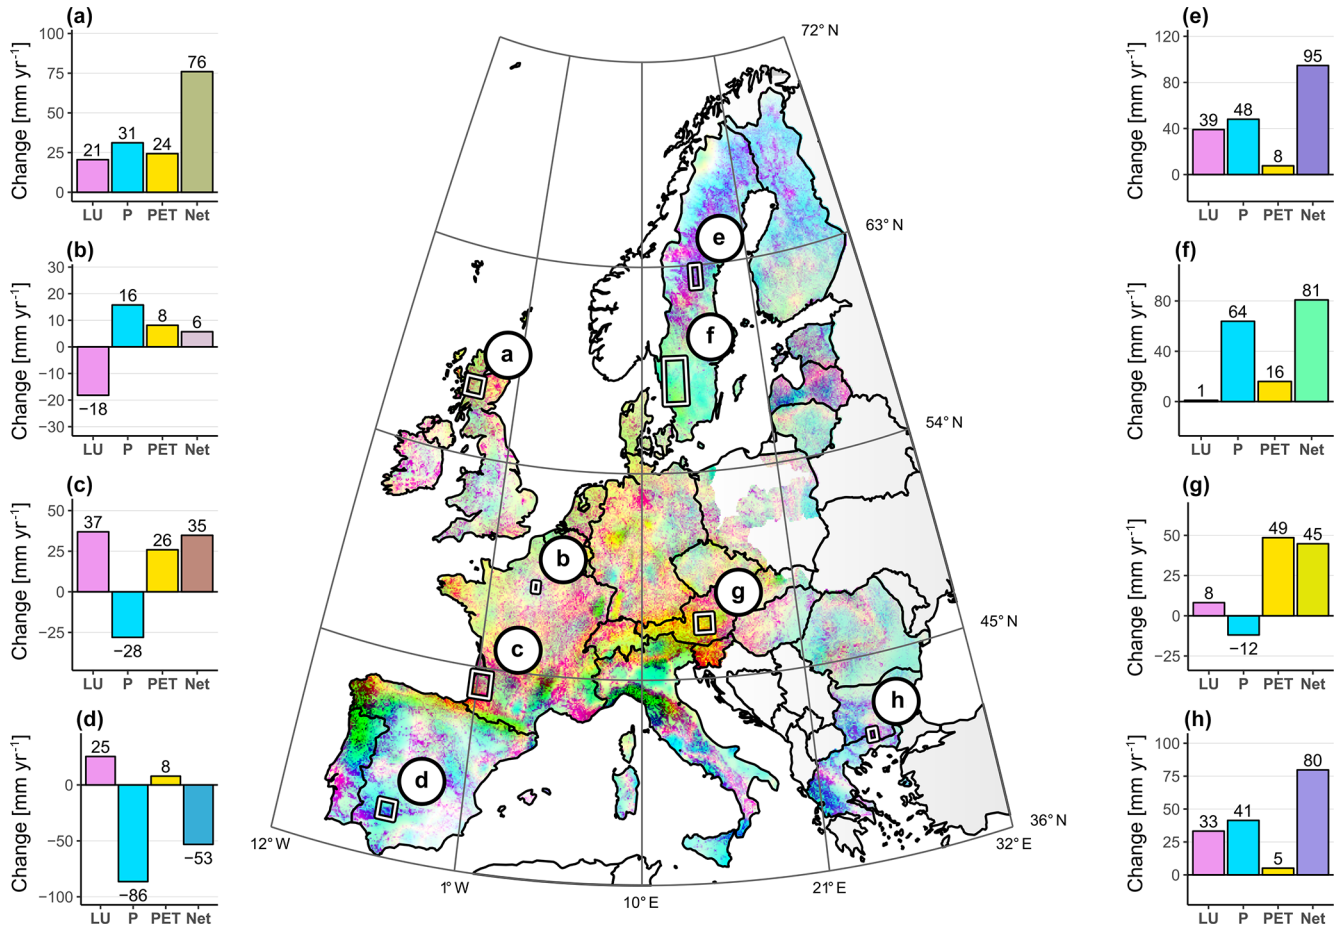 (a)
Change [mm yr⁻¹]
100
75
50
25
0
21
31
24
76
LU P PET Net
(b)
Change [mm yr⁻¹]
30
20
10
0
−10
−20
−30
−18
16
8
6
LU P PET Net
(c)
Change [mm yr⁻¹]
50
25
0
−25
37
−28
26
35
LU P PET Net
(d)
Change [mm yr⁻¹]
0
−50
−100
25
−86
8
−53
LU P PET Net
72° N
63° N
54° N
45° N
36° N
12° W
1° W
10° E
21° E
32° E
a
b
c
d
e
f
g
h
(e)
Change [mm yr⁻¹]
120
80
40
0
39
48
8
95
LU P PET Net
(f)
Change [mm yr⁻¹]
80
40
0
1
64
16
81
LU P PET Net
(g)
Change [mm yr⁻¹]
50
25
0
−25
8
−12
49
45
LU P PET Net
(h)
Change [mm yr⁻¹]
100
75
50
25
0
33
41
5
80
LU P PET Net